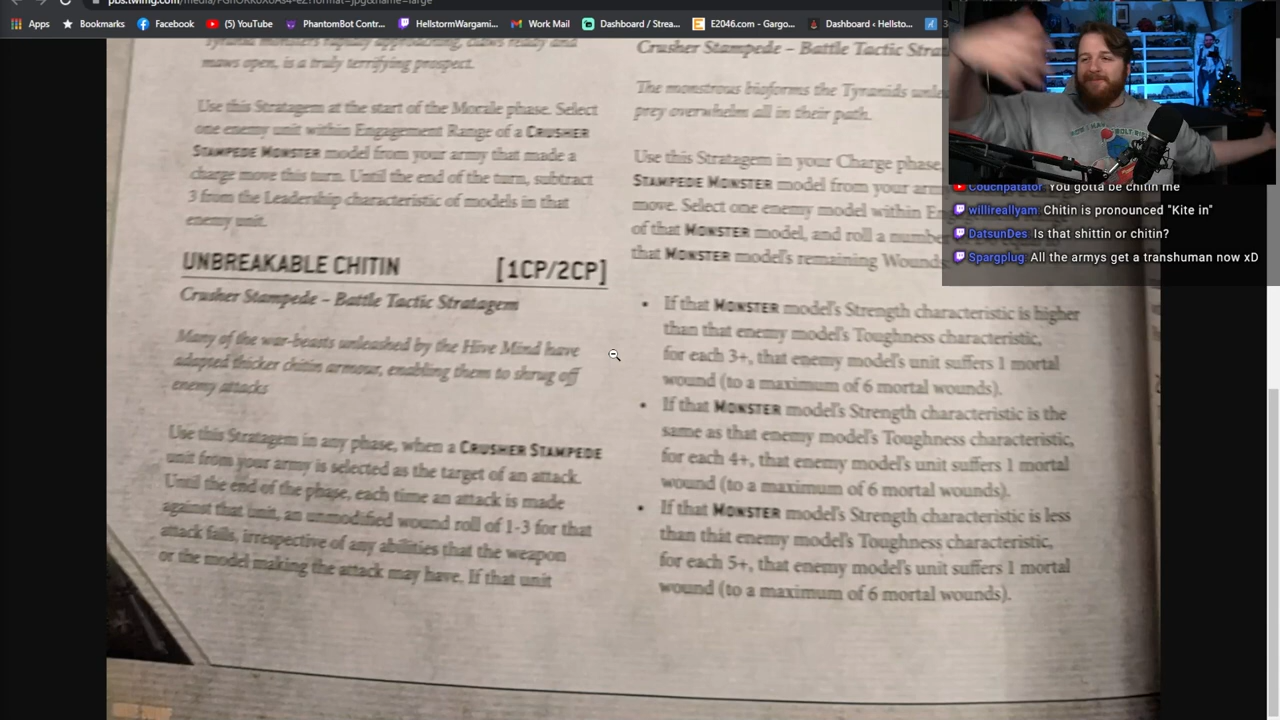 pbs.twimg.com/media/
Apps
Bookmarks
Facebook
(5) YouTube
PhantomBot Contr...
HellstormWargami...
Work Mail
Dashboard / Strea...
E2046.com - Gargo...
Dashboard ‹ Hellsto...
Tyranid monsters rapidly approaching, claws ready and
maws open, is a truly terrifying prospect.
Use this Stratagem at the start of the Morale phase. Select
one enemy unit within Engagement Range of a CRUSHER
STAMPEDE MONSTER model from your army that made a
charge move this turn. Until the end of the turn, subtract
3 from the Leadership characteristic of models in that
enemy unit.
UNBREAKABLE CHITIN [1CP/2CP]
Crusher Stampede – Battle Tactic Stratagem
Many of the war-beasts unleashed by the Hive Mind have
adapted thicker chitin armour, enabling them to shrug off
enemy attacks
Use this Stratagem in any phase, when a CRUSHER STAMPEDE
unit from your army is selected as the target of an attack.
Until the end of the phase, each time an attack is made
against that unit, an unmodified wound roll of 1-3 for that
attack fails, irrespective of any abilities that the weapon
or the model making the attack may have. If that unit
Crusher Stampede – Battle Tactic Strat
The monstrous bioforms the Tyranids unle
prey overwhelm all in their path.
Use this Stratagem in your Charge phase,
STAMPEDE MONSTER model from your arm
move. Select one enemy model within E
of that MONSTER model, and roll a number
that MONSTER model's remaining Wounds
• If that MONSTER model's Strength characteristic is higher
than that enemy model's Toughness characteristic,
for each 3+, that enemy model's unit suffers 1 mortal
wound (to a maximum of 6 mortal wounds).
• If that MONSTER model's Strength characteristic is the
same as that enemy model's Toughness characteristic,
for each 4+, that enemy model's unit suffers 1 mortal
wound (to a maximum of 6 mortal wounds).
• If that MONSTER model's Strength characteristic is less
than that enemy model's Toughness characteristic,
for each 5+, that enemy model's unit suffers 1 mortal
wound (to a maximum of 6 mortal wounds).
Couchpatator: You gotta be chitin me
willireallyam: Chitin is pronounced "Kite in"
DatsunDes: Is that shittin or chitin?
Spargplug: All the armys get a transhuman now xD